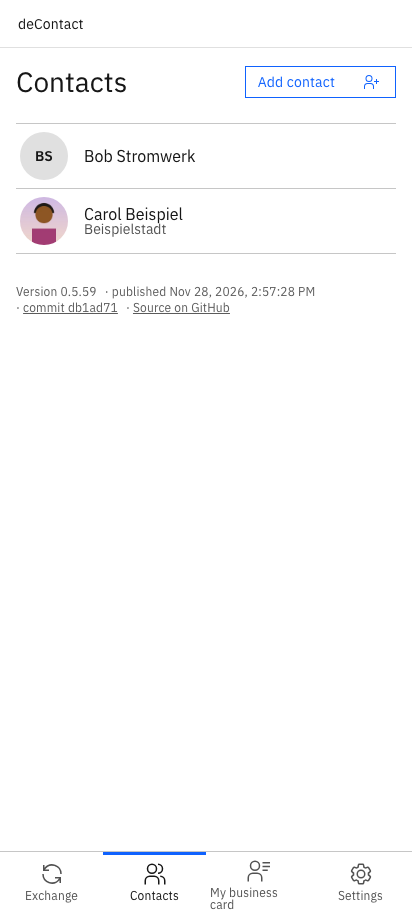 deContact
Contacts
Add contact
BS
Bob Stromwerk
Carol Beispiel
Beispielstadt
Version 0.5.59 · published Nov 28, 2026, 2:57:28 PM
· commit db1ad71 · Source on GitHub
Exchange
Contacts
My business
card
Settings